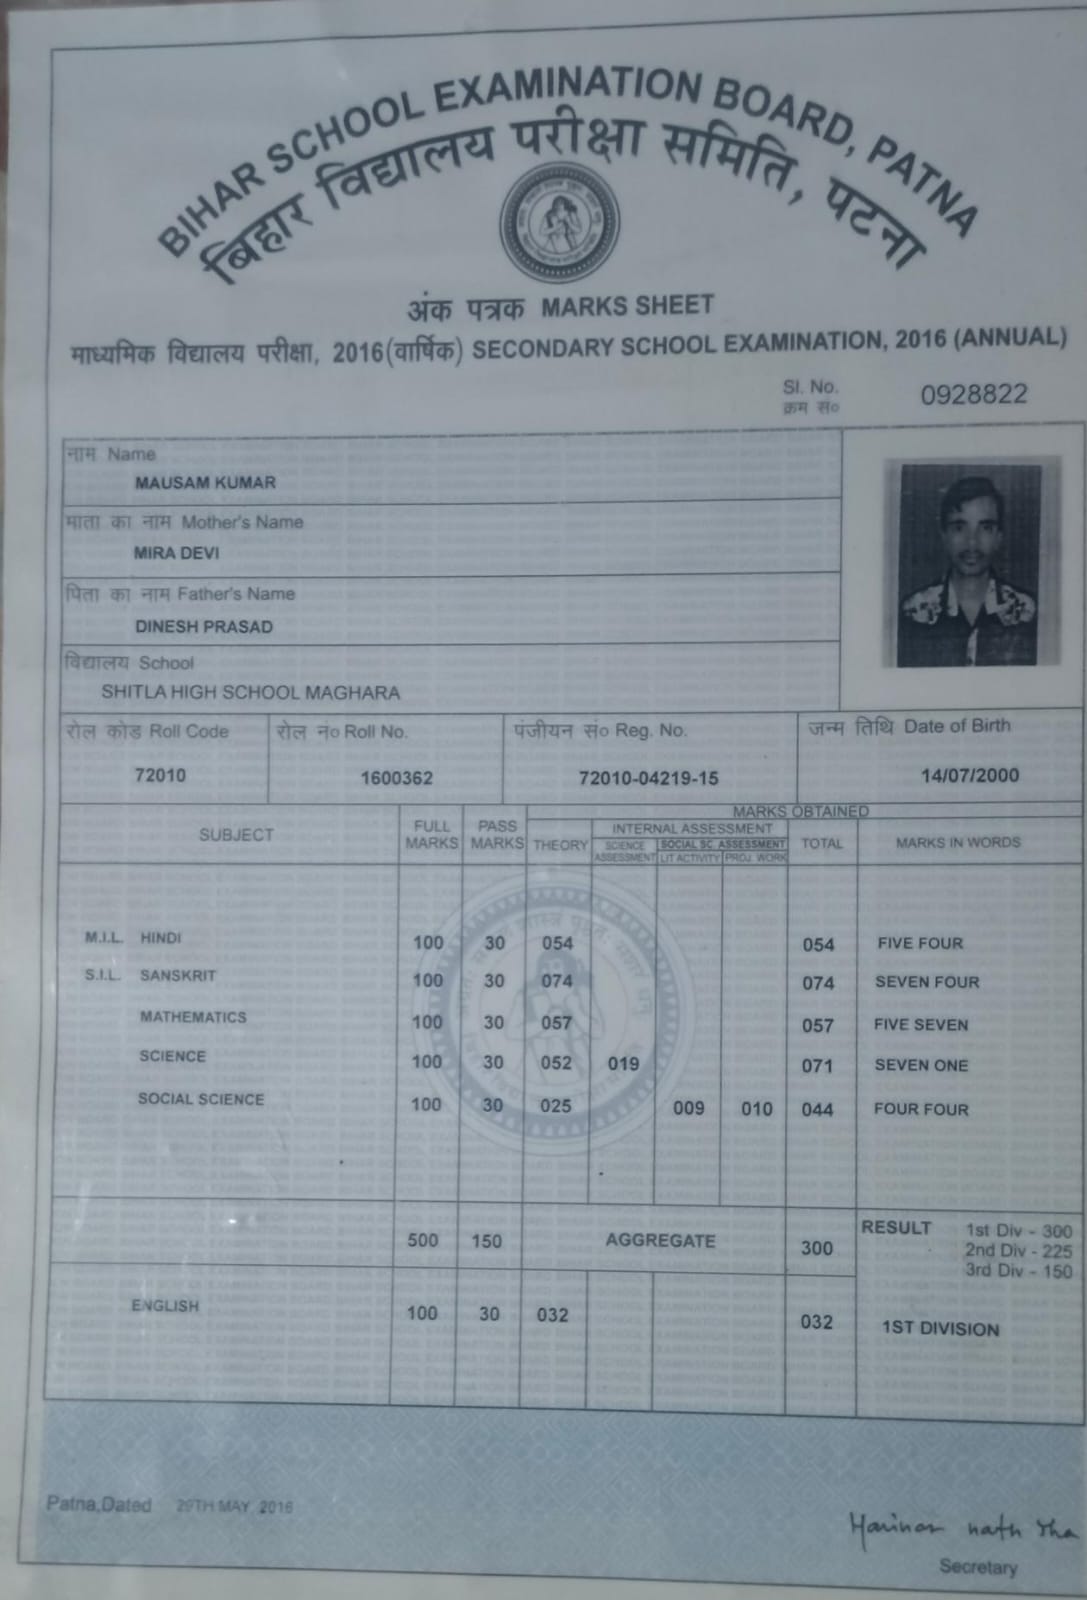 BIHAR SCHOOL EXAMINATION BOARD, PATNA
बिहार विद्यालय परीक्षा समिति, पटना
अंक पत्रक MARKS SHEET
माध्यमिक विद्यालय परीक्षा, 2016(वार्षिक) SECONDARY SCHOOL EXAMINATION, 2016 (ANNUAL)
Sl. No. 0928822
क्रम सं०
नाम Name
MAUSAM KUMAR
माता का नाम Mother's Name
MIRA DEVI
पिता का नाम Father's Name
DINESH PRASAD
विद्यालय School
SHITLA HIGH SCHOOL MAGHARA
रोल कोड Roll Code रोल नं० Roll No. पंजीयन सं० Reg. No. जन्म तिथि Date of Birth
72010 1600362 72010-04219-15 14/07/2000
MARKS OBTAINED
SUBJECT FULL MARKS PASS MARKS THEORY INTERNAL ASSESSMENT TOTAL MARKS IN WORDS
SCIENCE ASSESSMENT SOCIAL SC. ASSESSMENT
LIT ACTIVITY PROJ. WORK
M.I.L. HINDI 100 30 054 054 FIVE FOUR
S.I.L. SANSKRIT 100 30 074 074 SEVEN FOUR
MATHEMATICS 100 30 057 057 FIVE SEVEN
SCIENCE 100 30 052 019 071 SEVEN ONE
SOCIAL SCIENCE 100 30 025 009 010 044 FOUR FOUR
500 150 AGGREGATE 300
RESULT 1st Div - 300
2nd Div - 225
3rd Div - 150
ENGLISH 100 30 032 032 1ST DIVISION
Patna,Dated 29TH MAY 2016
Harihar nath Jha
Secretary